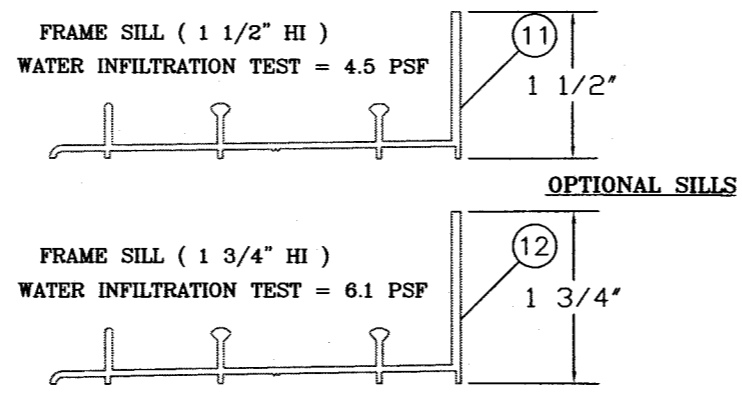 FRAME SILL ( 1 1/2" HI )
WATER INFILTRATION TEST = 4.5 PSF
11
1 1/2"
OPTIONAL SILLS
FRAME SILL ( 1 3/4" HI )
WATER INFILTRATION TEST = 6.1 PSF
12
1 3/4"